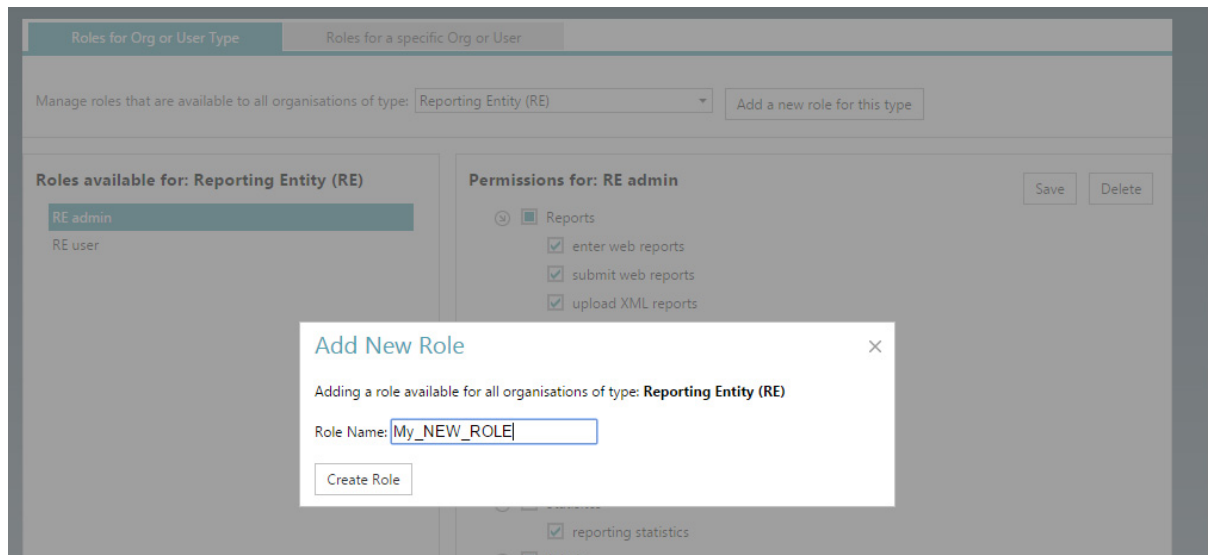 Roles for Org or User Type
Roles for a specific Org or User
Manage roles that are available to all organisations of type: Reporting Entity (RE)
Add a new role for this type
Roles available for: Reporting Entity (RE)
RE admin
RE user
Permissions for: RE admin
Save
Delete
Reports
enter web reports
submit web reports
upload XML reports
Add New Role
Adding a role available for all organisations of type: Reporting Entity (RE)
Role Name: My_NEW_ROLE
Create Role
reporting statistics